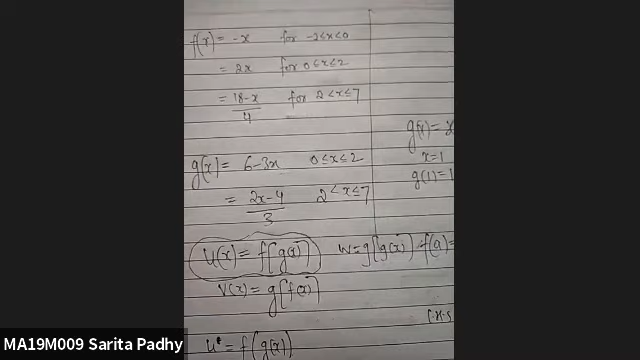 f(x) = -x for -2≤x<0
= 2x for 0≤x≤2
= 18-x/4 for 2<x≤7
g(x) = x
x=1
g(1)=1
g(x) = 6-3x 0≤x≤2
= 2x-4/3 2<x≤7
u(x) = f(g(x)) w=g(g(x))
v(x) = g(f(x))
= f(g(x))
MA19M009 Sarita Padhy